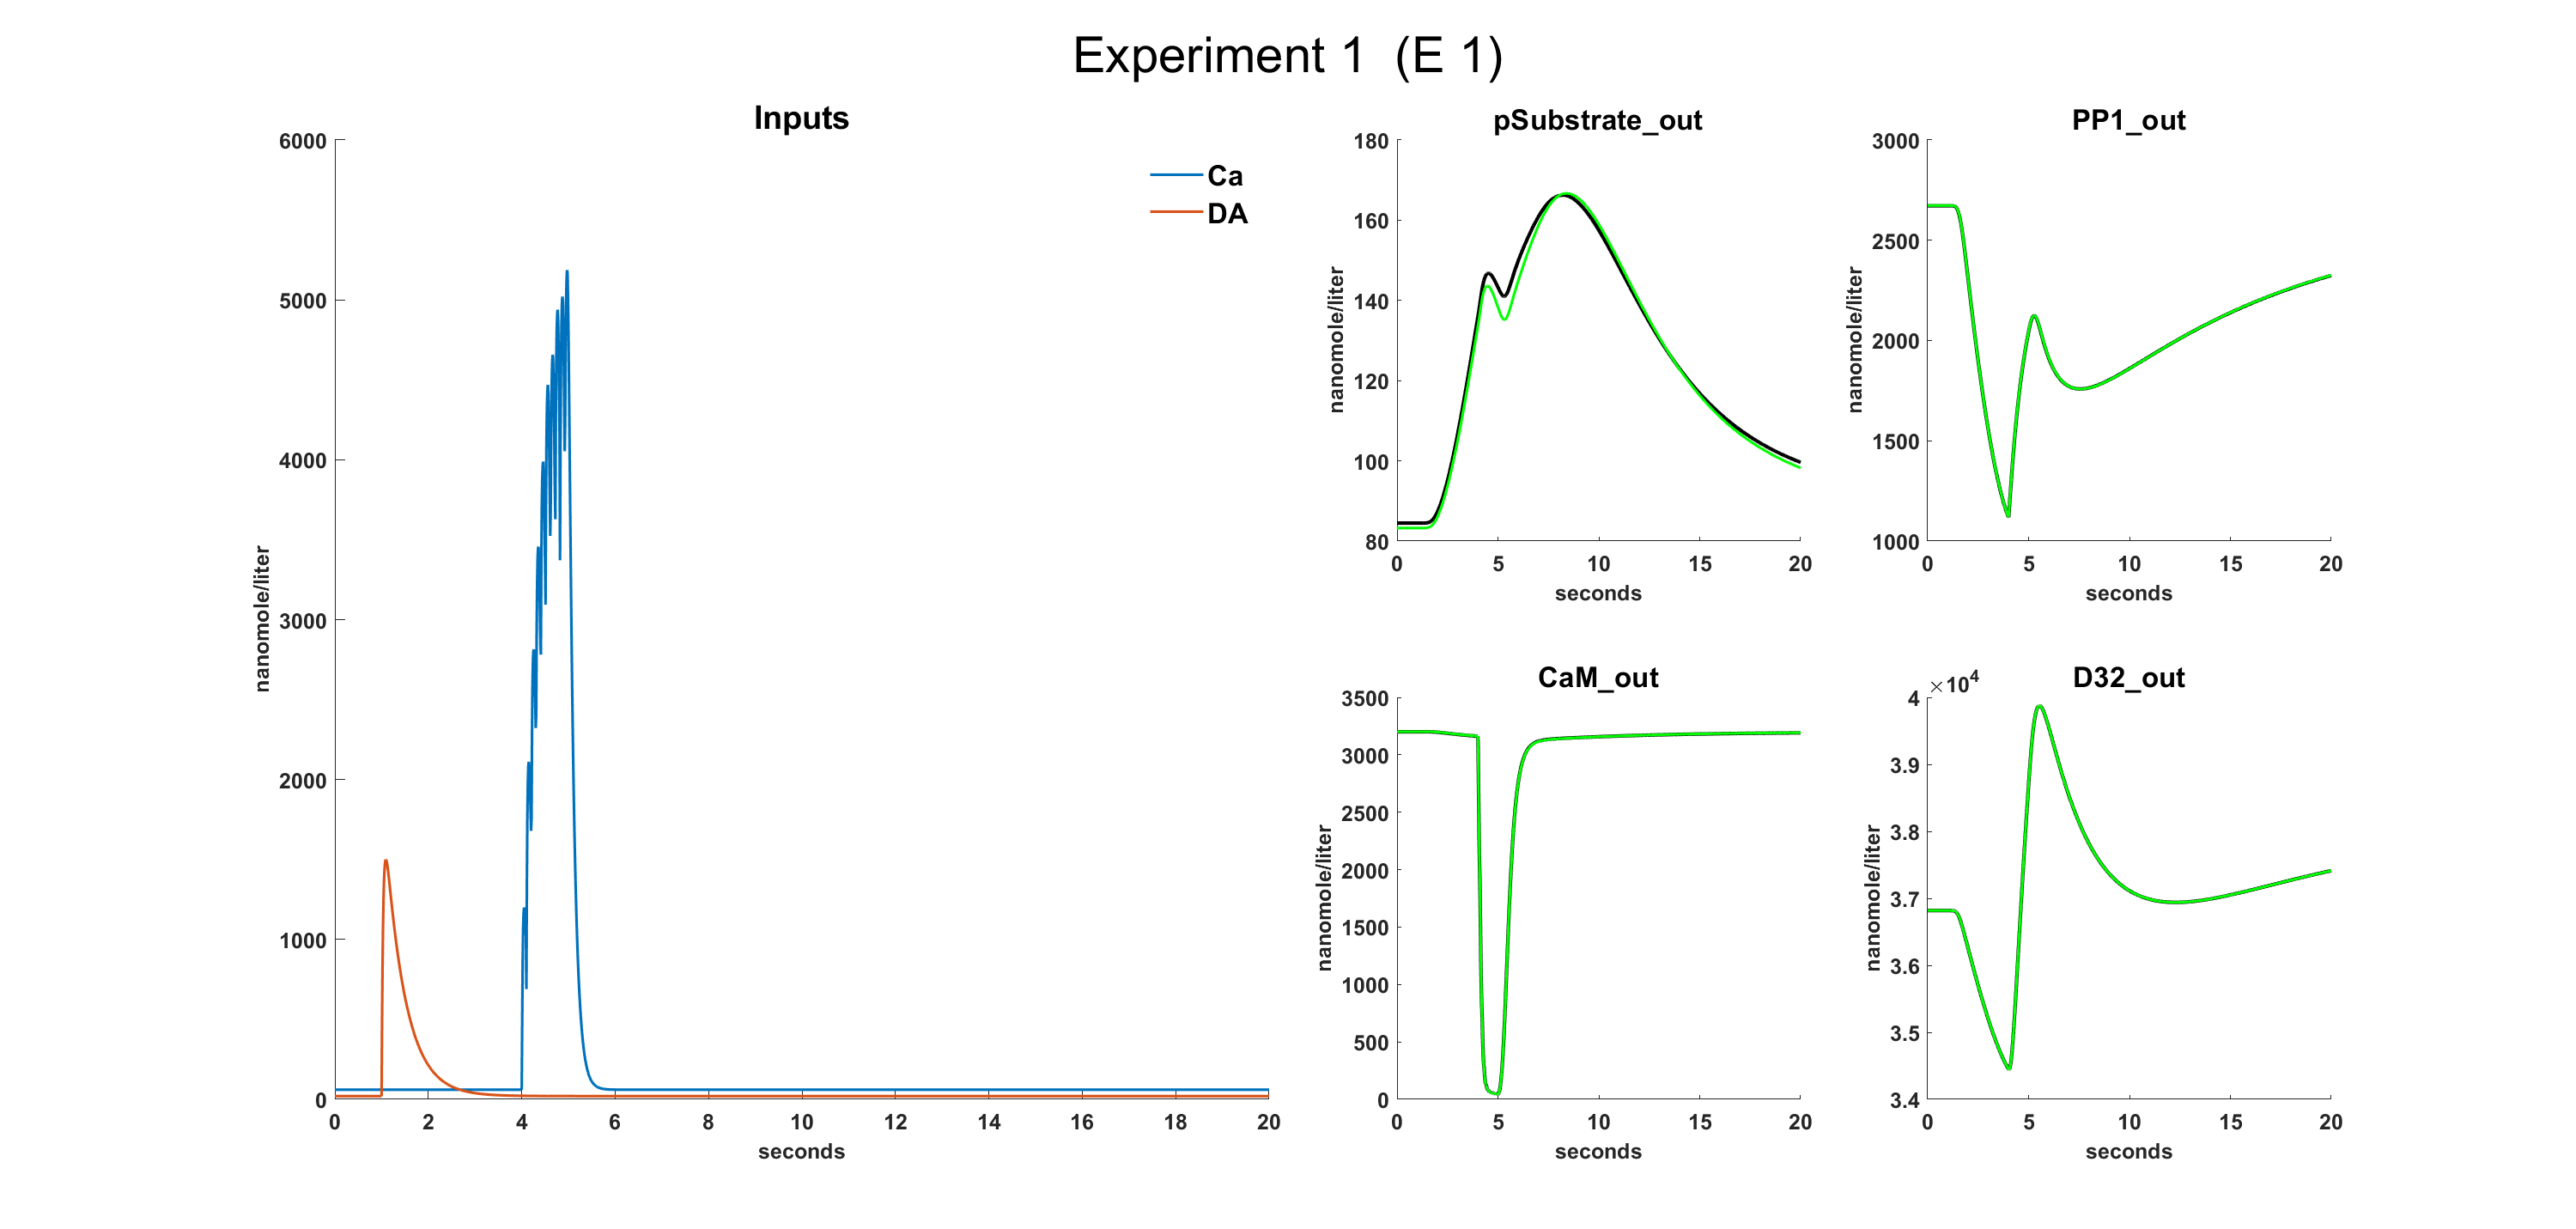 Experiment 1  (E 1)
Inputs
6000
5000
4000
3000
2000
1000
0
nanomole/liter
0 2 4 6 8 10 12 14 16 18 20
seconds
Ca
DA
pSubstrate_out
180
160
140
120
100
80
nanomole/liter
0 5 10 15 20
seconds
PP1_out
3000
2500
2000
1500
1000
nanomole/liter
0 5 10 15 20
seconds
CaM_out
3500
3000
2500
2000
1500
1000
500
0
nanomole/liter
0 5 10 15 20
seconds
D32_out
×10⁴
4
3.9
3.8
3.7
3.6
3.5
3.4
nanomole/liter
0 5 10 15 20
seconds